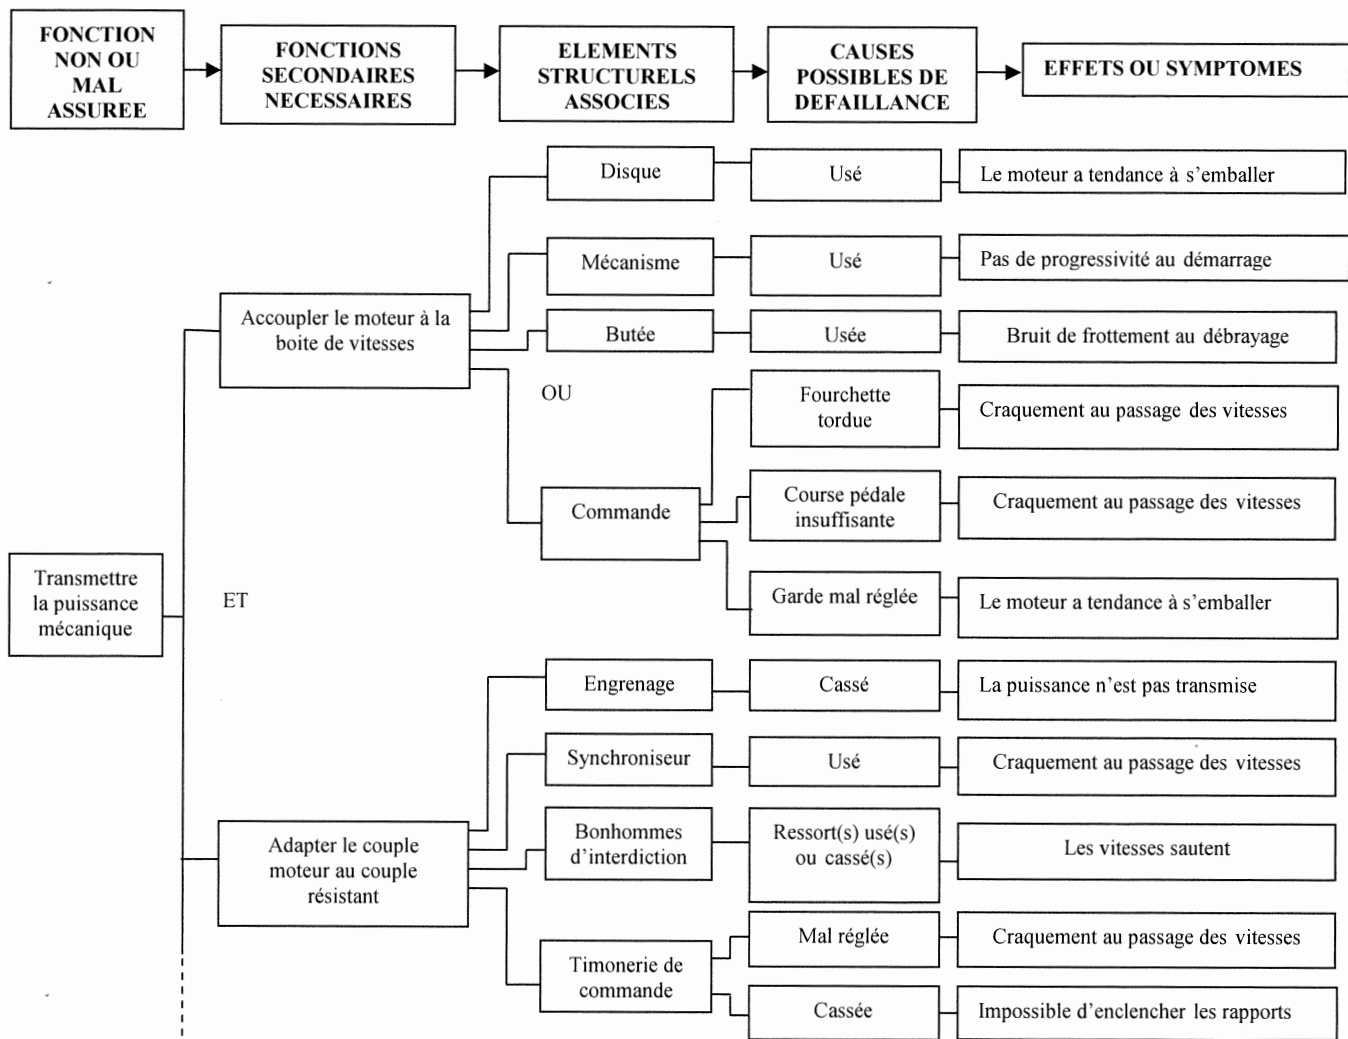 FONCTION
NON OU
MAL
ASSUREE
FONCTIONS
SECONDAIRES
NECESSAIRES
ELEMENTS
STRUCTURELS
ASSOCIES
CAUSES
POSSIBLES DE
DEFAILLANCE
EFFETS OU SYMPTOMES
Disque
Usé
Le moteur a tendance à s’emballer
Mécanisme
Usé
Pas de progressivité au démarrage
Accoupler le moteur à la
boite de vitesses
Butée
Usée
Bruit de frottement au débrayage
OU
Fourchette
tordue
Craquement au passage des vitesses
Commande
Course pédale
insuffisante
Craquement au passage des vitesses
Garde mal réglée
Le moteur a tendance à s’emballer
Transmettre
la puissance
mécanique
ET
Engrenage
Cassé
La puissance n’est pas transmise
Synchroniseur
Usé
Craquement au passage des vitesses
Adapter le couple
moteur au couple
résistant
Bonhommes
d’interdiction
Ressort(s) usé(s)
ou cassé(s)
Les vitesses sautent
Timonerie de
commande
Mal réglée
Craquement au passage des vitesses
Cassée
Impossible d’enclencher les rapports